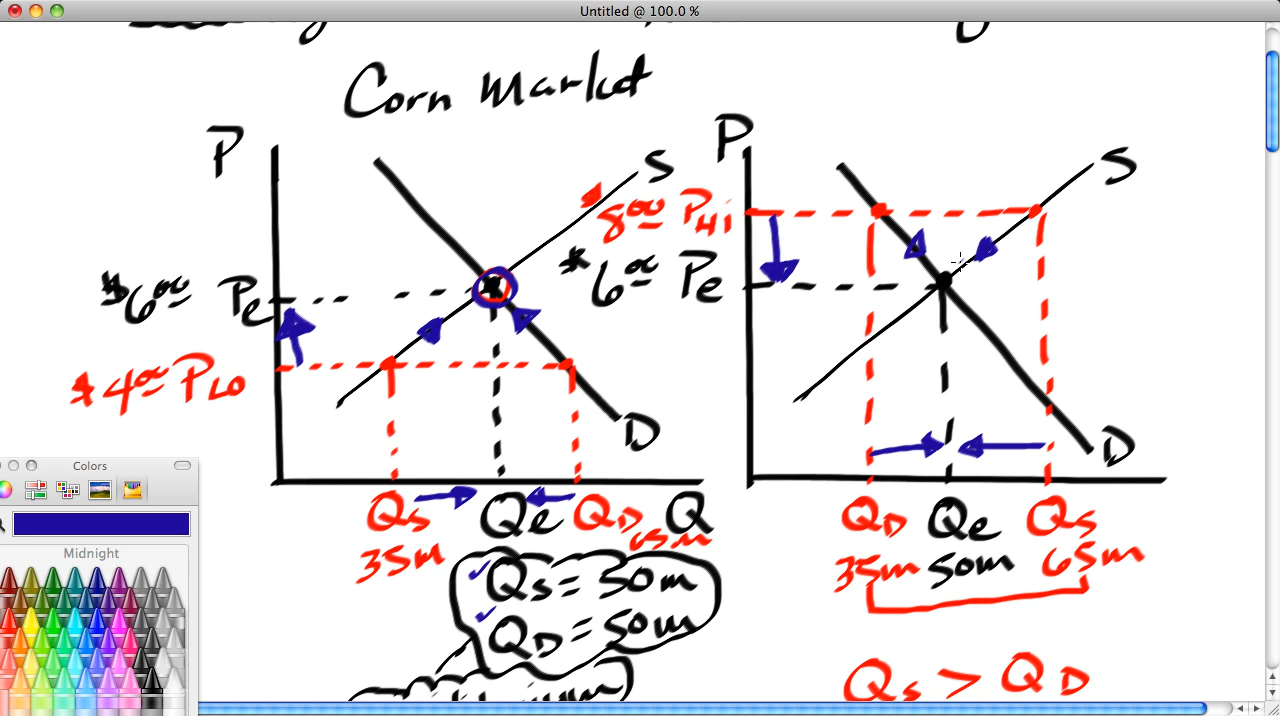 Untitled @ 100.0 %
Corn Market
P
S
$6.00 Pe
$4.00 PLo
D
Qs Qe QD Q
35m 65m
Qs = 50m
QD = 50m
P
S
$8.00 PHi
$6.00 Pe
D
QD Qe Qs
35m 50m 65m
Qs > QD
Colors
Midnight